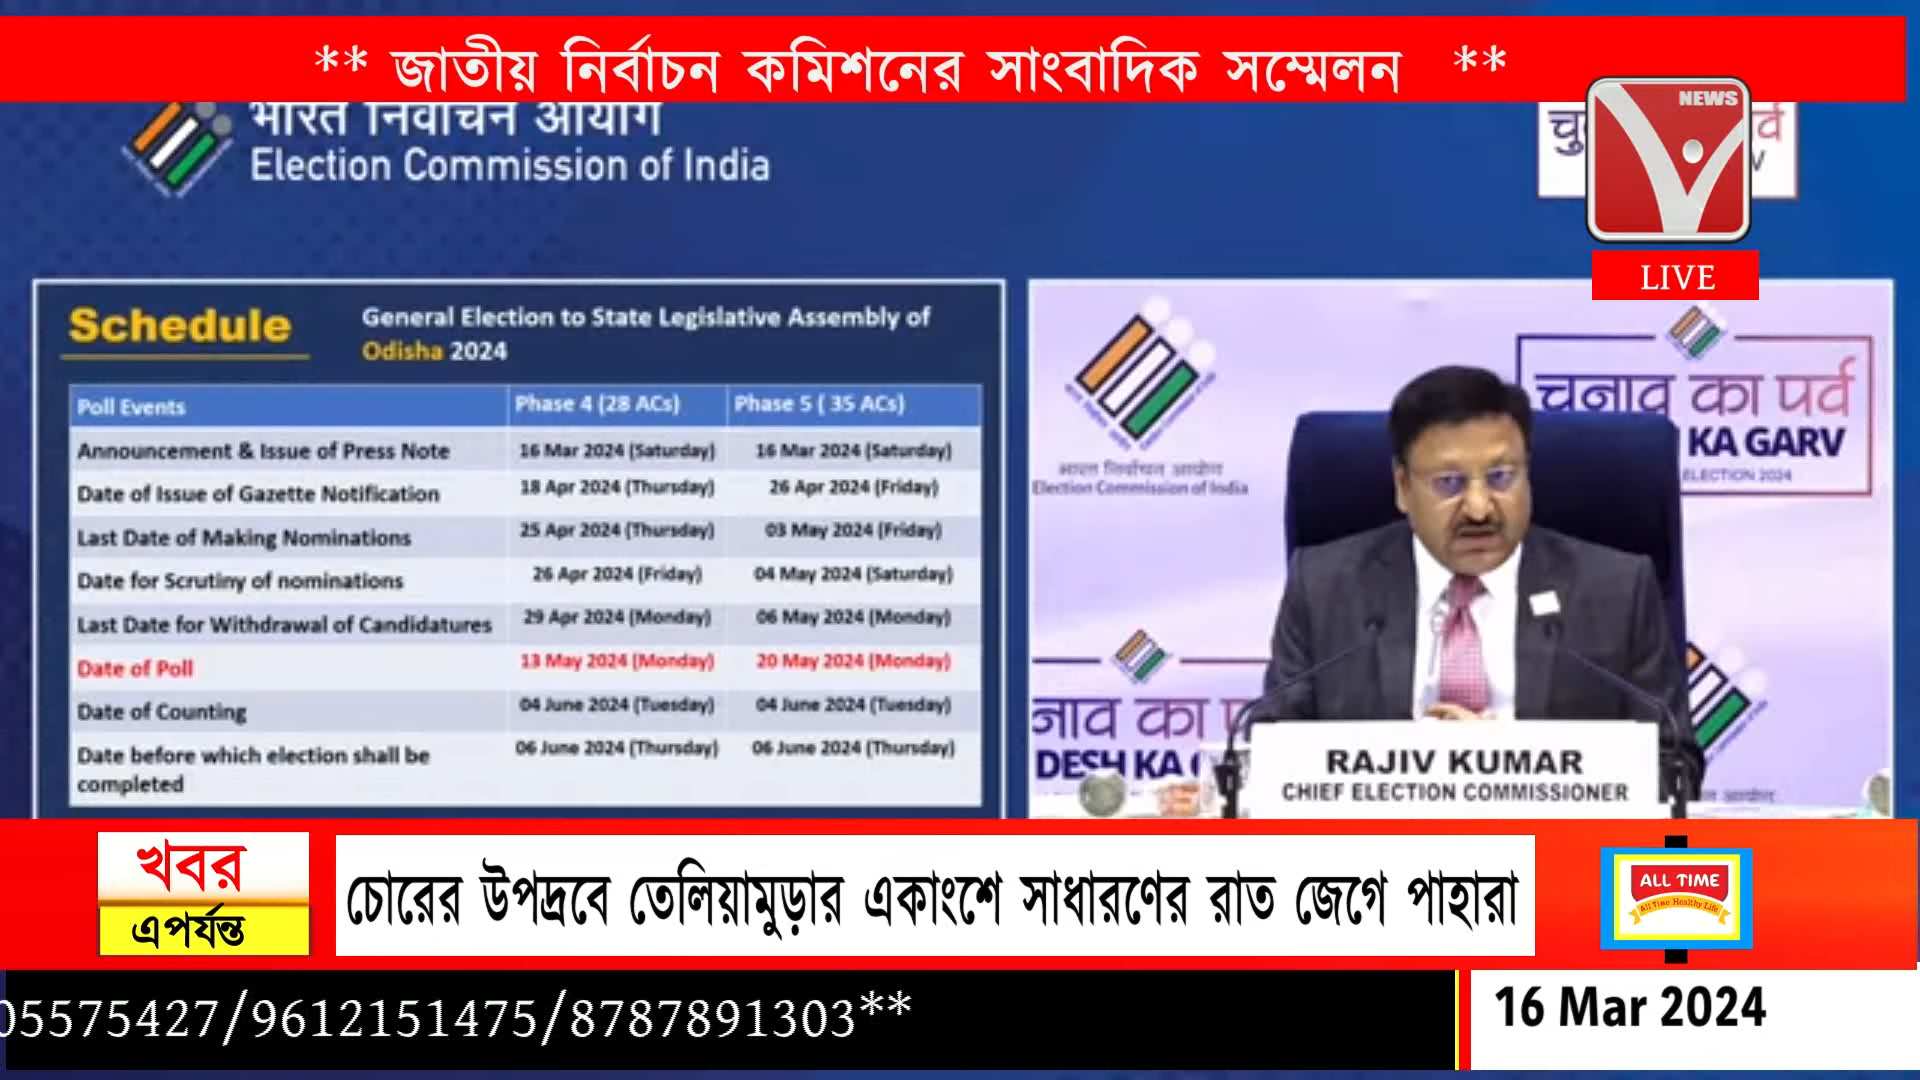 ** জাতীয় নির্বাচন কমিশনের সাংবাদিক সম্মেলন **
भारत निर्वाचन आयोग
Election Commission of India
NEWS
LIVE
Schedule
General Election to State Legislative Assembly of
Odisha 2024
Poll Events Phase 4 (28 ACs) Phase 5 ( 35 ACs)
Announcement & Issue of Press Note 16 Mar 2024 (Saturday) 16 Mar 2024 (Saturday)
Date of Issue of Gazette Notification 18 Apr 2024 (Thursday) 26 Apr 2024 (Friday)
Last Date of Making Nominations 25 Apr 2024 (Thursday) 03 May 2024 (Friday)
Date for Scrutiny of nominations 26 Apr 2024 (Friday) 04 May 2024 (Saturday)
Last Date for Withdrawal of Candidatures 29 Apr 2024 (Monday) 06 May 2024 (Monday)
Date of Poll 13 May 2024 (Monday) 20 May 2024 (Monday)
Date of Counting 04 June 2024 (Tuesday) 04 June 2024 (Tuesday)
Date before which election shall be 06 June 2024 (Thursday) 06 June 2024 (Thursday)
completed
भारत निर्वाचन आयोग
Election Commission of India
चुनाव का पर्व
KA GARV
ELECTION 2024
का
DESH KA
RAJIV KUMAR
CHIEF ELECTION COMMISSIONER
খবর
এপর্যন্ত
চোরের উপদ্রবে তেলিয়ামুড়ার একাংশে সাধারণের রাত জেগে পাহারা
ALL TIME
All Time Healthy Life
05575427/9612151475/8787891303**
16 Mar 2024